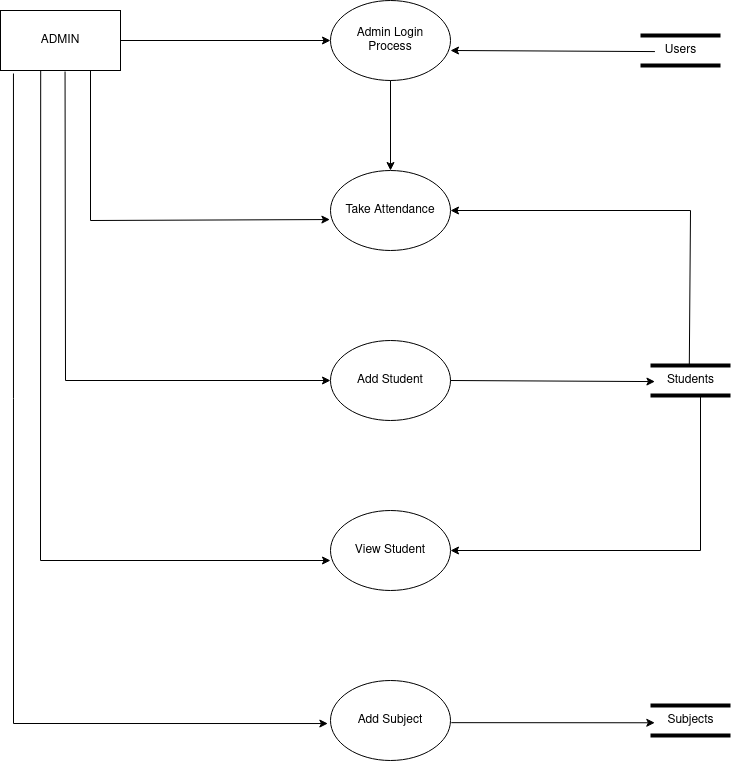 ADMIN
Admin Login
Process
Users
Take Attendance
Add Student
Students
View Student
Add Subject
Subjects